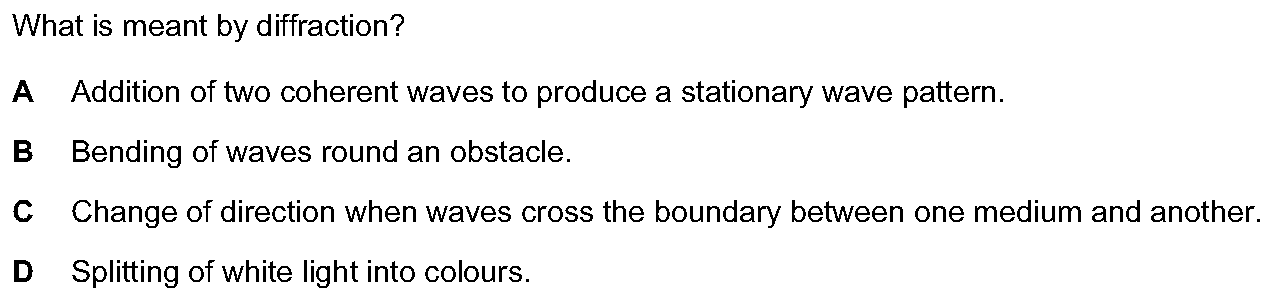 What is meant by diffraction?
A Addition of two coherent waves to produce a stationary wave pattern.
B Bending of waves round an obstacle.
C Change of direction when waves cross the boundary between one medium and another.
D Splitting of white light into colours.